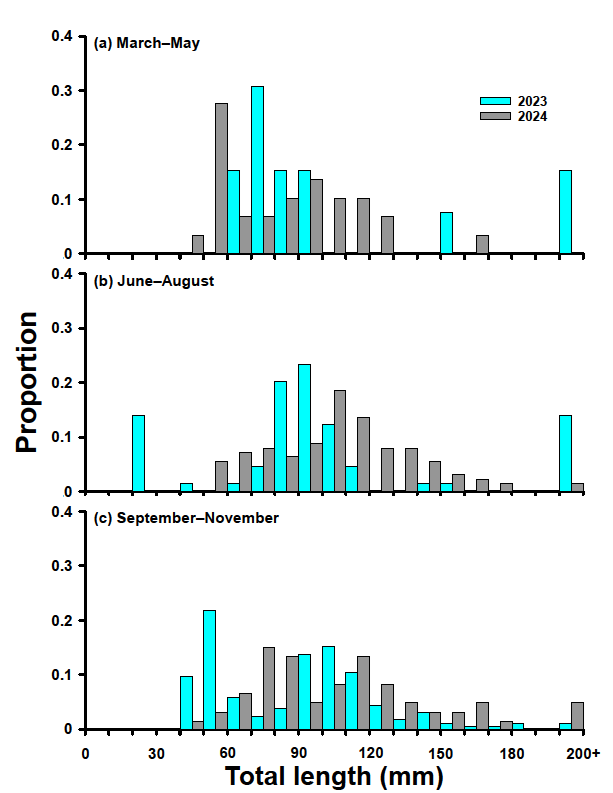 0.4
(a) March–May
0.3
2023
2024
0.2
0.1
0
0.4
(b) June–August
0.3
0.2
0.1
0
0.4
(c) September–November
0.3
0.2
0.1
0
Proportion
0 30 60 90 120 150 180 200+
Total length (mm)